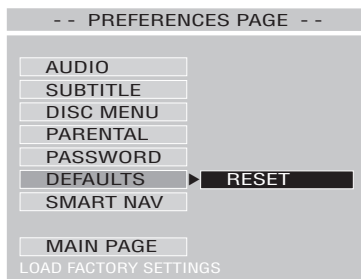 - - PREFERENCES PAGE - -
AUDIO
SUBTITLE
DISC MENU
PARENTAL
PASSWORD
DEFAULTS RESET
SMART NAV
MAIN PAGE
LOAD FACTORY SETTINGS